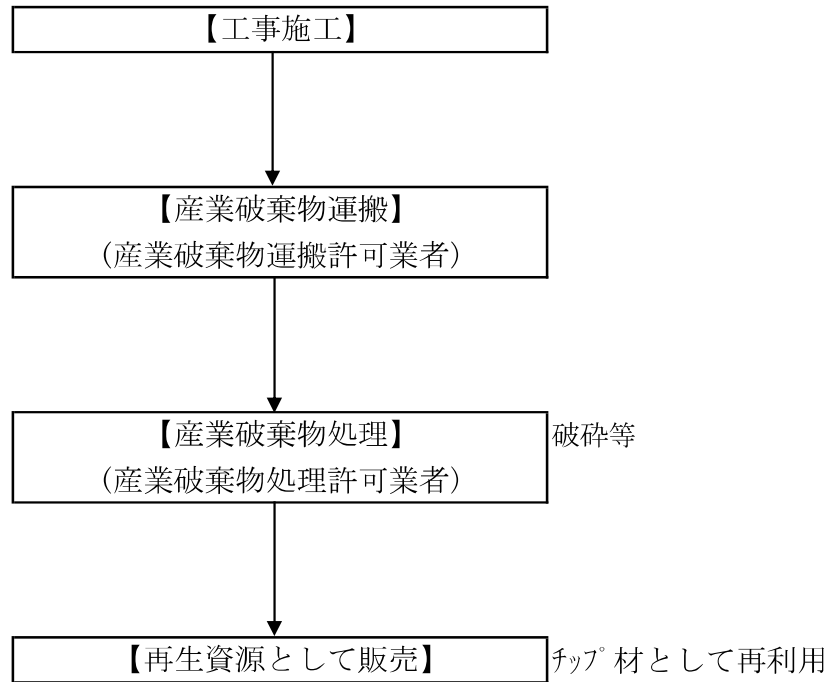 【工事施工】
【産業破棄物運搬】
(産業破棄物運搬許可業者)
【産業破棄物処理】
破砕等
(産業破棄物処理許可業者)
【再生資源として販売】
ﾁｯﾌﾟ材として再利用